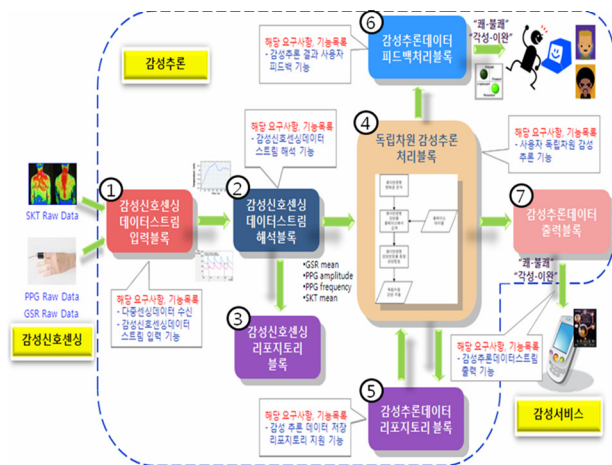 감성추론
⑥
감성추론데이터
피드백처리블록
"쾌-불쾌"
"각성-이완"
해당 요구사항, 기능목록
- 감성추론 결과 사용자
피드백 기능
해당 요구사항, 기능목록
- 감성신호센싱데이터
스트림 해석 기능
④
독립차원 감성추론
처리블록
해당 요구사항, 기능목록
- 사용자 독립차원 감성
추론 기능
SKT Raw Data
①
감성신호센싱
데이터스트림
입력블록
②
감성신호센싱
데이터스트림
해석블록
•GSR mean
•PPG amplitude
•PPG frequency
•SKT mean
⑦
감성추론데이터
출력블록
"쾌-불쾌"
"각성-이완"
PPG Raw Data
GSR Raw Data
감성신호센싱
해당 요구사항, 기능목록
- 다중센싱데이터 수신
- 감성신호센싱데이터
스트림 입력 기능
③
감성신호센싱
리포지토리
블록
해당 요구사항, 기능목록
- 감성추론데이터스트림
출력 기능
⑤
감성추론데이터
리포지토리 블록
해당 요구사항, 기능목록
- 감성 추론 데이터 저장
리포지토리 지원 기능
감성서비스